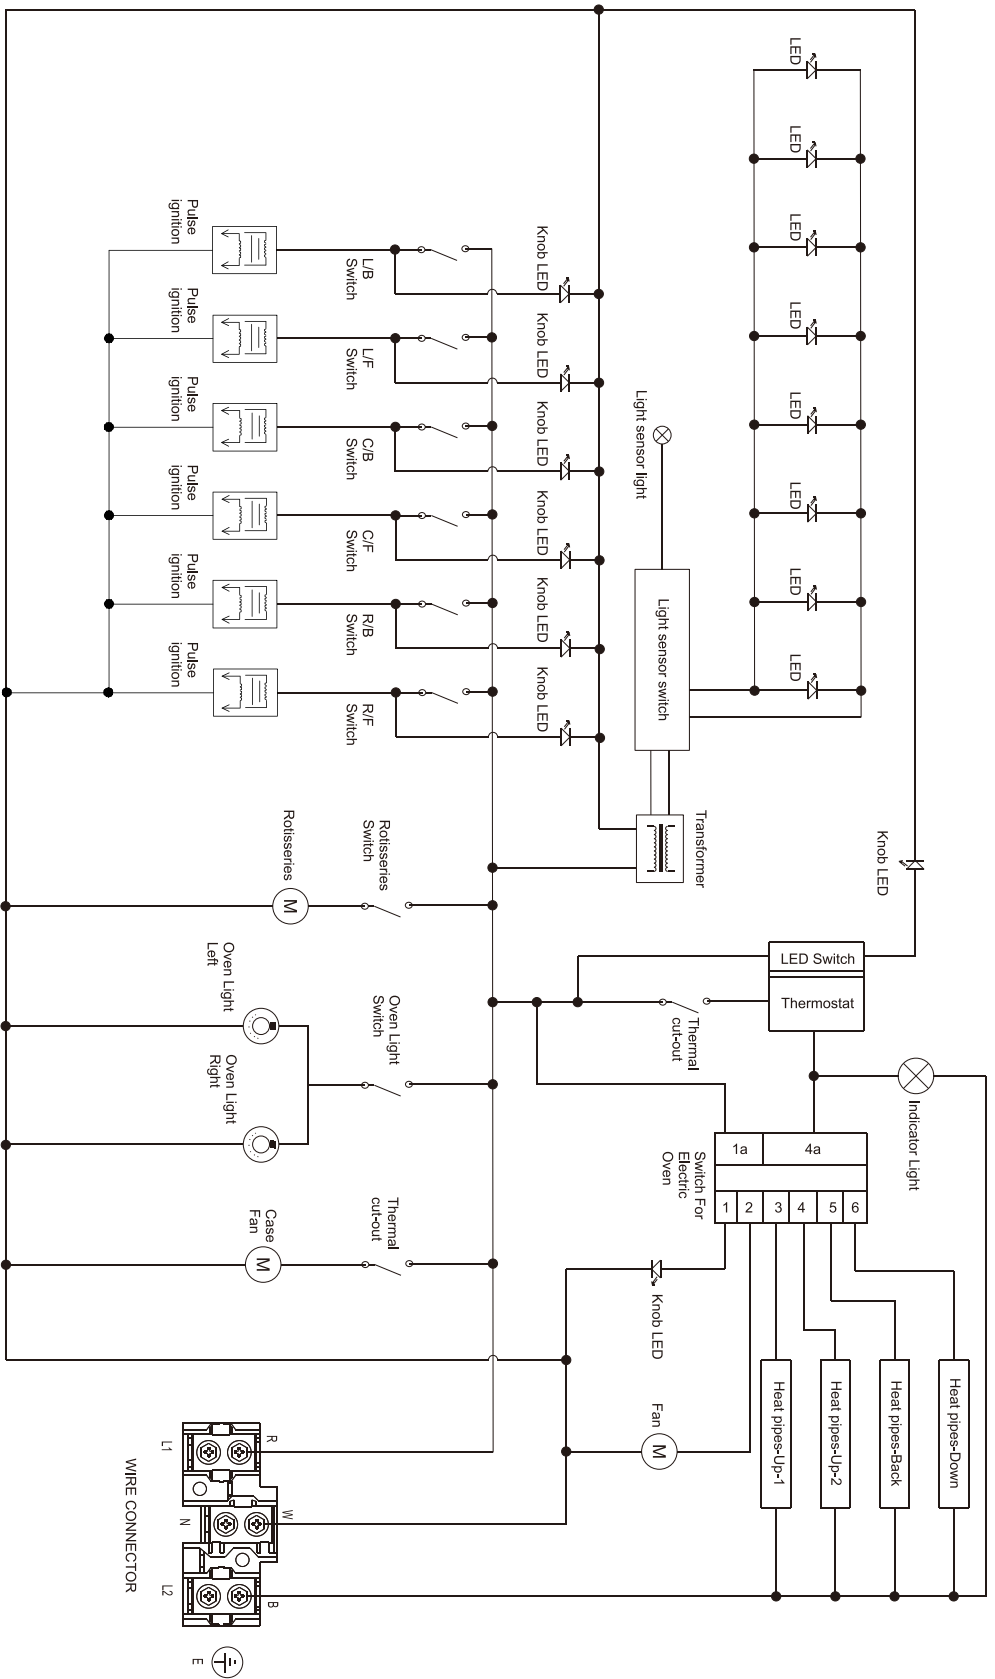 LED
LED
LED
LED
LED
LED
LED
LED
Knob LED
Knob LED
Knob LED
Knob LED
Knob LED
Knob LED
Pulse
ignition
Pulse
ignition
Pulse
ignition
Pulse
ignition
Pulse
ignition
Pulse
ignition
L/B
Switch
L/F
Switch
C/B
Switch
C/F
Switch
R/B
Switch
R/F
Switch
Light sensor light
Light sensor switch
Transformer
Knob LED
Rotisseries
M
Rotisseries
Switch
LED Switch
Thermostat
Thermal
cut-out
Oven Light
Left
Oven Light
Right
Oven Light
Switch
Indicator Light
1a
4a
Switch For
Electric
Oven
1
2
3
4
5
6
Case
Fan
M
Thermal
cut-out
Knob LED
Fan
M
Heat pipes-Up-1
Heat pipes-Up-2
Heat pipes-Back
Heat pipes-Down
R
L1
W
N
B
L2
WIRE CONNECTOR
E